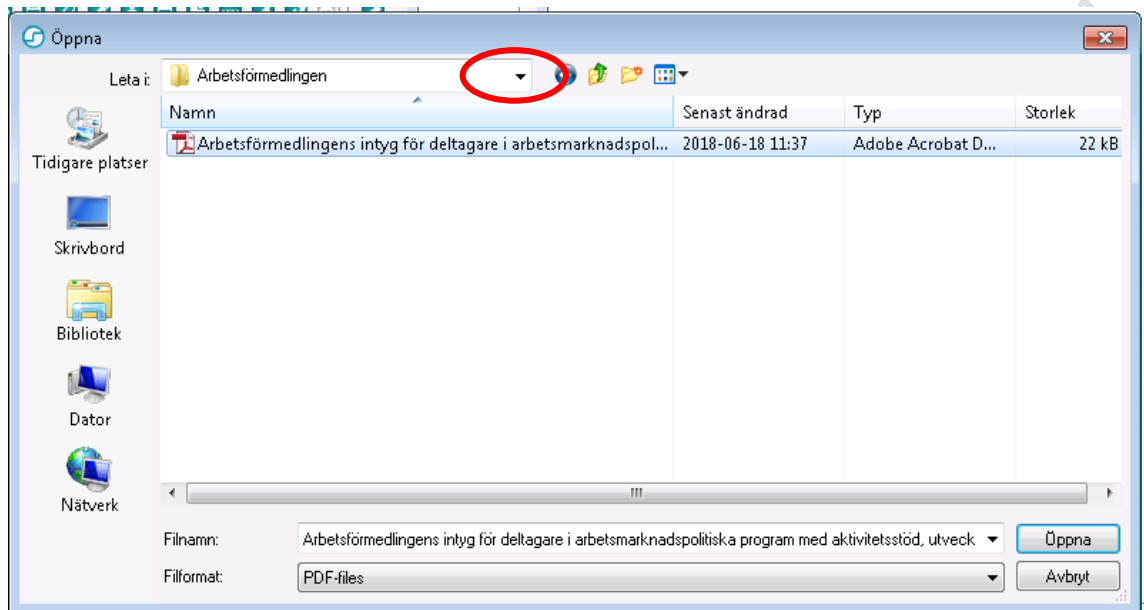 Öppna
Leta i: Arbetsförmedlingen
Namn Senast ändrad Typ Storlek
Arbetsförmedlingens intyg för deltagare i arbetsmarknadspol... 2018-06-18 11:37 Adobe Acrobat D... 22 kB
Tidigare platser
Skrivbord
Bibliotek
Dator
Nätverk
Filnamn: Arbetsförmedlingens intyg för deltagare i arbetsmarknadspolitiska program med aktivitetsstöd, utveck Öppna
Filformat: PDF-files Avbryt